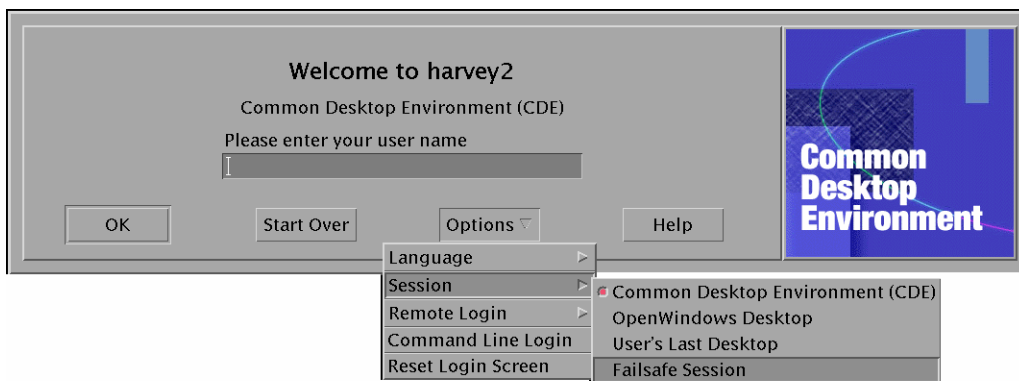 Welcome to harvey2
Common Desktop Environment (CDE)
Please enter your user name
OK
Start Over
Options
Help
Common
Desktop
Environment
Language
Session
Remote Login
Command Line Login
Reset Login Screen
Common Desktop Environment (CDE)
OpenWindows Desktop
User's Last Desktop
Failsafe Session